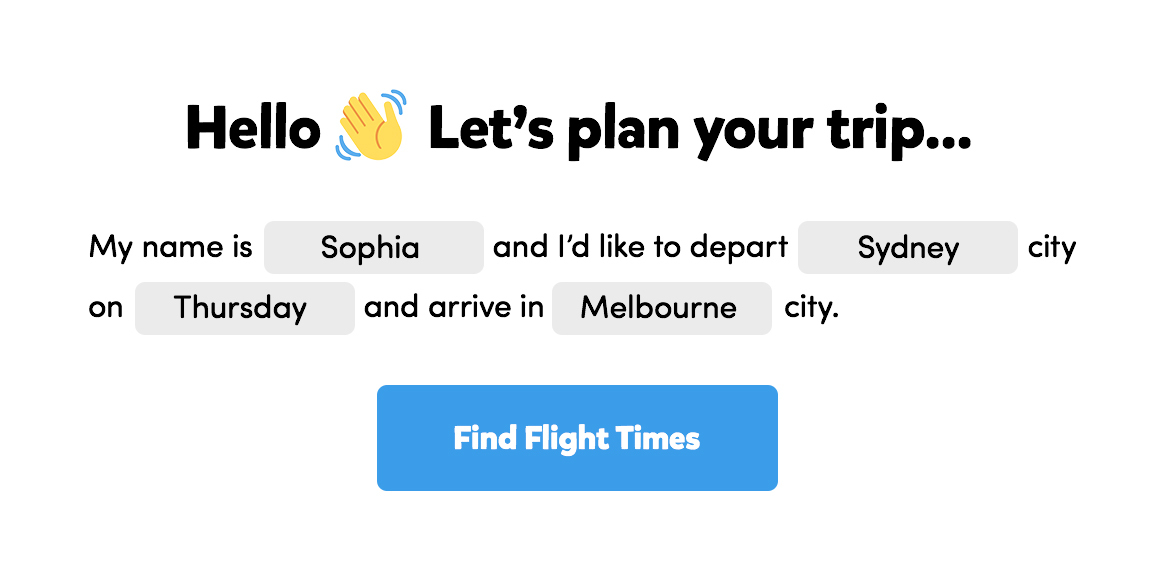 Hello 👋 Let’s plan your trip...
My name is Sophia and I’d like to depart Sydney city
on Thursday and arrive in Melbourne city.
Find Flight Times